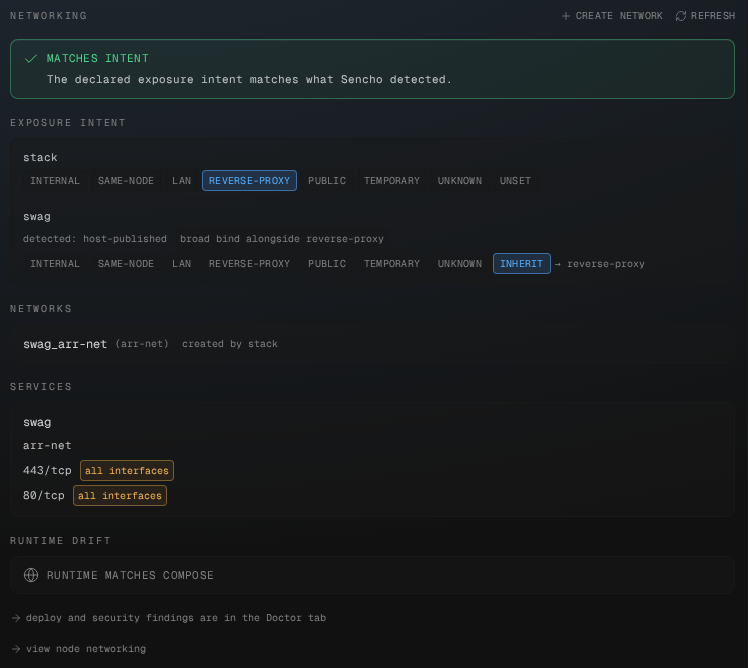 NETWORKING CREATE NETWORK REFRESH
MATCHES INTENT
The declared exposure intent matches what Sencho detected.
EXPOSURE INTENT
stack
INTERNAL SAME-NODE LAN REVERSE-PROXY PUBLIC TEMPORARY UNKNOWN UNSET
swag
detected: host-published broad bind alongside reverse-proxy
INTERNAL SAME-NODE LAN REVERSE-PROXY PUBLIC TEMPORARY UNKNOWN INHERIT → reverse-proxy
NETWORKS
swag_arr-net (arr-net) created by stack
SERVICES
swag
arr-net
443/tcp all interfaces
80/tcp all interfaces
RUNTIME DRIFT
RUNTIME MATCHES COMPOSE
→ deploy and security findings are in the Doctor tab
→ view node networking